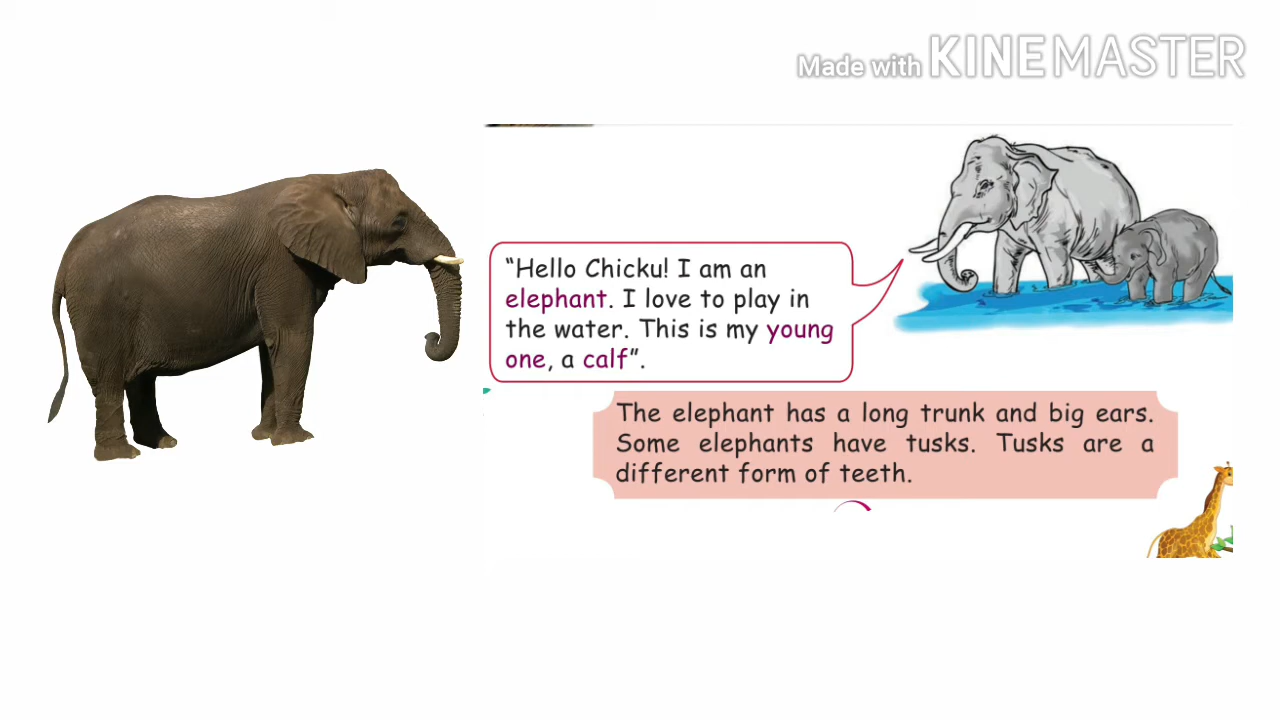 Made with KINEMASTER
“Hello Chicku! I am an
elephant. I love to play in
the water. This is my young
one, a calf”.
The elephant has a long trunk and big ears.
Some elephants have tusks. Tusks are a
different form of teeth.